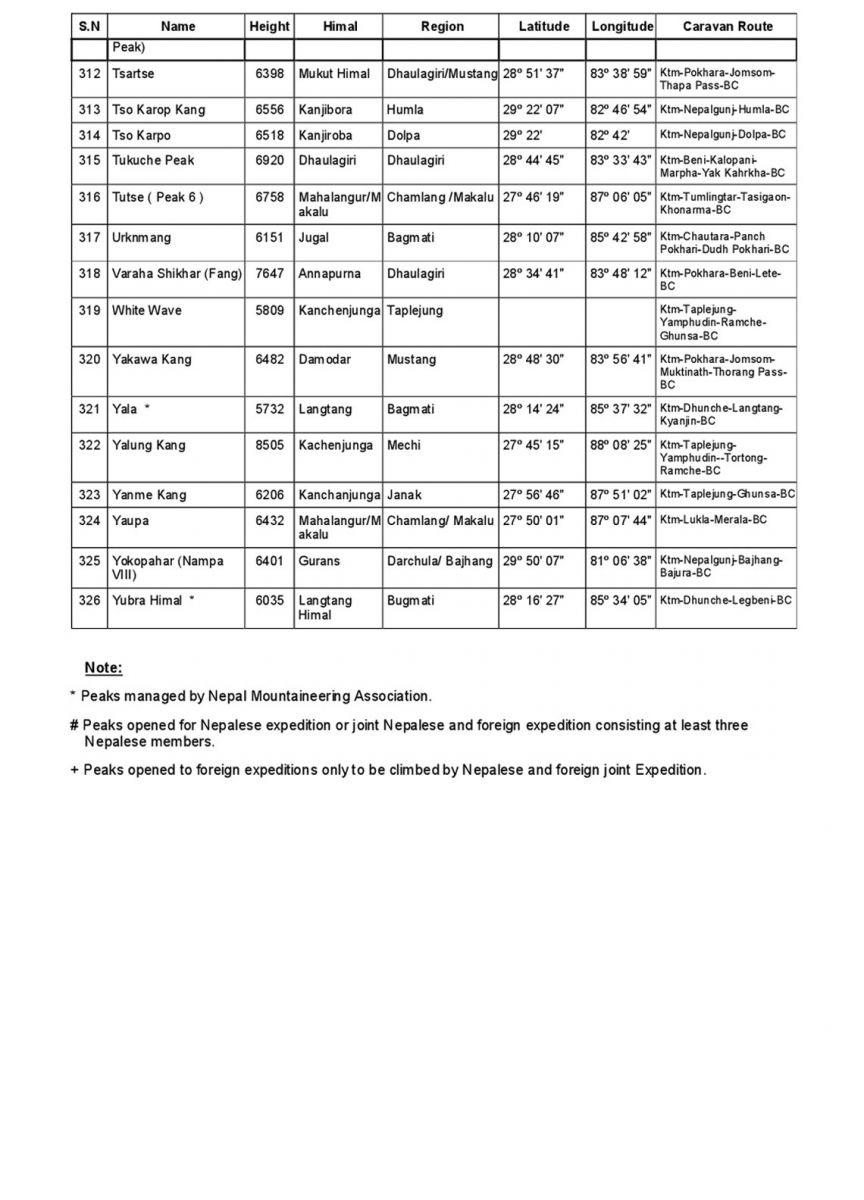 S.N Name Height Himal Region Latitude Longitude Caravan Route
Peak)
312 Tsartse 6398 Mukut Himal Dhaulagiri/Mustang 28º 51' 37" 83º 38' 59" Ktm-Pokhara-Jomsom-
Thapa Pass-BC
313 Tso Karop Kang 6556 Kanjibora Humla 29º 22' 07" 82º 46' 54" Ktm-Nepalgunj-Humla-BC
314 Tso Karpo 6518 Kanjiroba Dolpa 29º 22' 82º 42' Ktm-Nepalgunj-Dolpa-BC
315 Tukuche Peak 6920 Dhaulagiri Dhaulagiri 28º 44' 45" 83º 33' 43" Ktm-Beni-Kalopani-
Marpha-Yak Kahrkha-BC
316 Tutse ( Peak 6 ) 6758 Mahalangur/M Chamlang /Makalu 27º 46' 19" 87º 06' 05" Ktm-Tumlingtar-Tasigaon-
akalu Khonarma-BC
317 Urknmang 6151 Jugal Bagmati 28º 10' 07" 85º 42' 58" Ktm-Chautara-Panch
Pokhari-Dudh Pokhari-BC
318 Varaha Shikhar (Fang) 7647 Annapurna Dhaulagiri 28º 34' 41" 83º 48' 12" Ktm-Pokhara-Beni-Lete-
BC
319 White Wave 5809 Kanchenjunga Taplejung Ktm-Taplejung-
Yamphudin-Ramche-
Ghunsa-BC
320 Yakawa Kang 6482 Damodar Mustang 28º 48' 30" 83º 56' 41" Ktm-Pokhara-Jomsom-
Muktinath-Thorang Pass-
BC
321 Yala * 5732 Langtang Bagmati 28º 14' 24" 85º 37' 32" Ktm-Dhunche-Langtang-
Kyanjin-BC
322 Yalung Kang 8505 Kachenjunga Mechi 27º 45' 15" 88º 08' 25" Ktm-Taplejung-
Yamphudin--Tortong-
Ramche-BC
323 Yanme Kang 6206 Kanchanjunga Janak 27º 56' 46" 87º 51' 02" Ktm-Taplejung-Ghunsa-BC
324 Yaupa 6432 Mahalangur/M Chamlang/ Makalu 27º 50' 01" 87º 07' 44" Ktm-Lukla-Merala-BC
akalu
325 Yokopahar (Nampa 6401 Gurans Darchula/ Bajhang 29º 50' 07" 81º 06' 38" Ktm-Nepalgunj-Bajhang-
VIII) Bajura-BC
326 Yubra Himal * 6035 Langtang Bugmati 28º 16' 27" 85º 34' 05" Ktm-Dhunche-Legbeni-BC
Himal
Note:
* Peaks managed by Nepal Mountaineering Association.
# Peaks opened for Nepalese expedition or joint Nepalese and foreign expedition consisting at least three
Nepalese members.
+ Peaks opened to foreign expeditions only to be climbed by Nepalese and foreign joint Expedition.